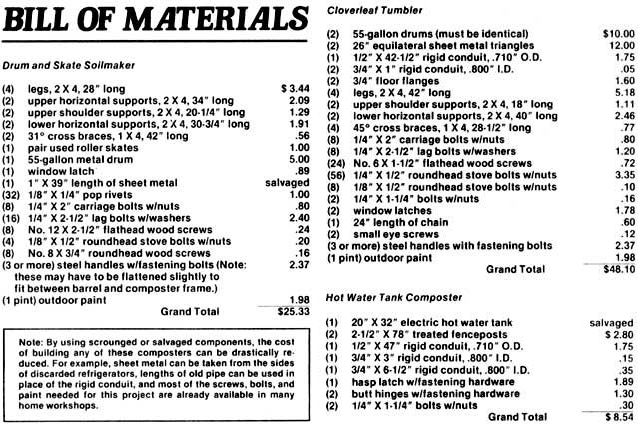 BILL OF MATERIALS
Drum and Skate Soilmaker
(4) legs, 2 X 4, 28" long $3.44
(2) upper horizontal supports, 2 X 4, 34" long 2.09
(2) upper shoulder supports, 2 X 4, 20-1/4" long 1.29
(2) lower horizontal supports, 2 X 4, 30-3/4" long 1.91
(2) 31° cross braces, 1 X 4, 42" long .56
(1) pair used roller skates 1.00
(1) 55-gallon metal drum 5.00
(1) window latch .89
(1) 1" X 39" length of sheet metal salvaged
(32) 1/8" X 1/4" pop rivets 1.00
(8) 1/4" X 2" carriage bolts w/nuts .80
(16) 1/4" X 2-1/2" lag bolts w/washers 2.40
(8) No. 12 X 2-1/2" flathead wood screws .24
(4) 1/8" X 1/2" roundhead stove bolts w/nuts .20
(8) No. 8 X 3/4" roundhead wood screws .16
(3 or more) steel handles w/fastening bolts (Note: 2.37
these may have to be flattened slightly to
fit between barrel and composter frame.)
(1 pint) outdoor paint 1.98
Grand Total $25.33
Note: By using scrounged or salvaged components, the cost
of building any of these composters can be drastically re-
duced. For example, sheet metal can be taken from the sides
of discarded refrigerators, lengths of old pipe can be used in
place of the rigid conduit, and most of the screws, bolts, and
paint needed for this project are already available in many
home workshops.
Cloverleaf Tumbler
(2) 55-gallon drums (must be identical) $10.00
(2) 26" equilateral sheet metal triangles 12.00
(1) 1/2" X 42-1/2" rigid conduit, .710" O.D. 1.75
(2) 3/4" X 1" rigid conduit, .800" I.D. .05
(2) 3/4" floor flanges 1.60
(4) legs, 2 X 4, 42" long 5.18
(2) upper shoulder supports, 2 X 4, 18" long 1.11
(2) lower horizontal supports, 2 X 4, 40" long 2.46
(4) 45° cross braces, 1 X 4, 28-1/2" long .77
(8) 1/4" X 2" carriage bolts w/nuts .80
(8) 1/4" X 2-1/2" lag bolts w/washers 1.20
(24) No. 6 X 1-1/2" flathead wood screws .72
(56) 1/4" X 1/2" roundhead stove bolts w/nuts 3.35
(8) 1/8" X 1/2" roundhead stove bolts w/nuts .10
(2) 1/4" X 1-1/4" bolts w/nuts .16
(2) window latches 1.78
(1) 24" length of chain .60
(2) small eye screws .12
(3 or more) steel handles with fastening bolts 2.37
(1 pint) outdoor paint 1.98
Grand Total $48.10
Hot Water Tank Composter
(1) 20" X 32" electric hot water tank salvaged
(2) 2-1/2" X 78" treated fenceposts $2.80
(1) 1/2" X 47" rigid conduit, .710" O.D. 1.75
(1) 3/4" X 3" rigid conduit, .800" I.D. .15
(1) 3/4" X 6-1/2" rigid conduit, .800" I.D. .35
(1) hasp latch w/fastening hardware 1.89
(2) butt hinges w/fastening hardware 1.30
(2) 1/4" X 1-1/4" bolts w/nuts .30
Grand Total $8.54